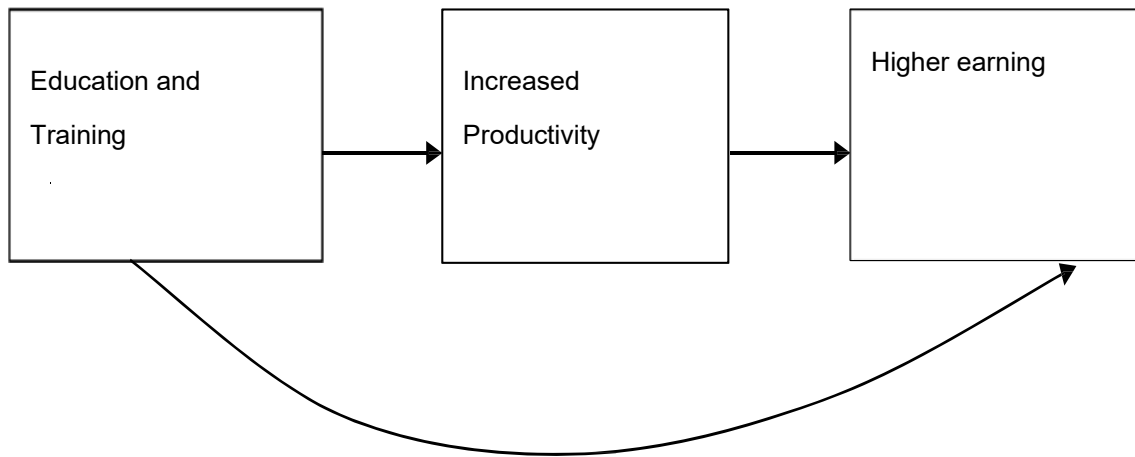 Education and
Training
Increased
Productivity
Higher earning